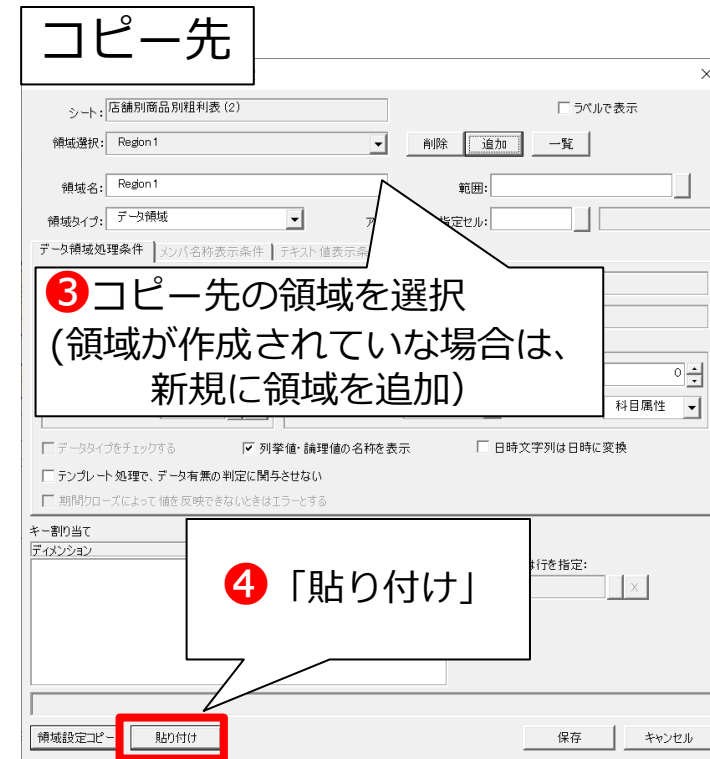 コピー先
×
シート: 店舗別商品別粗利表 (2)
ラベルで表示
領域選択: Region1
削除 追加 一覧
領域名: Region1
範囲:
領域タイプ: データ領域
指定セル:
データ領域処理条件 メンバ名称表示条件 テキスト値表示条
❸コピー先の領域を選択
(領域が作成されていな場合は、
新規に領域を追加)
0
科目属性
データタイプをチェックする 列挙値・論理値の名称を表示 日時文字列は日時に変換
テンプレート処理で、データ有無の判定に関与させない
期間クローズによって値を反映できないときはエラーとする
キー割り当て
ディメンション
は行を指定:
X
❹「貼り付け」
領域設定コピー 貼り付け 保存 キャンセル